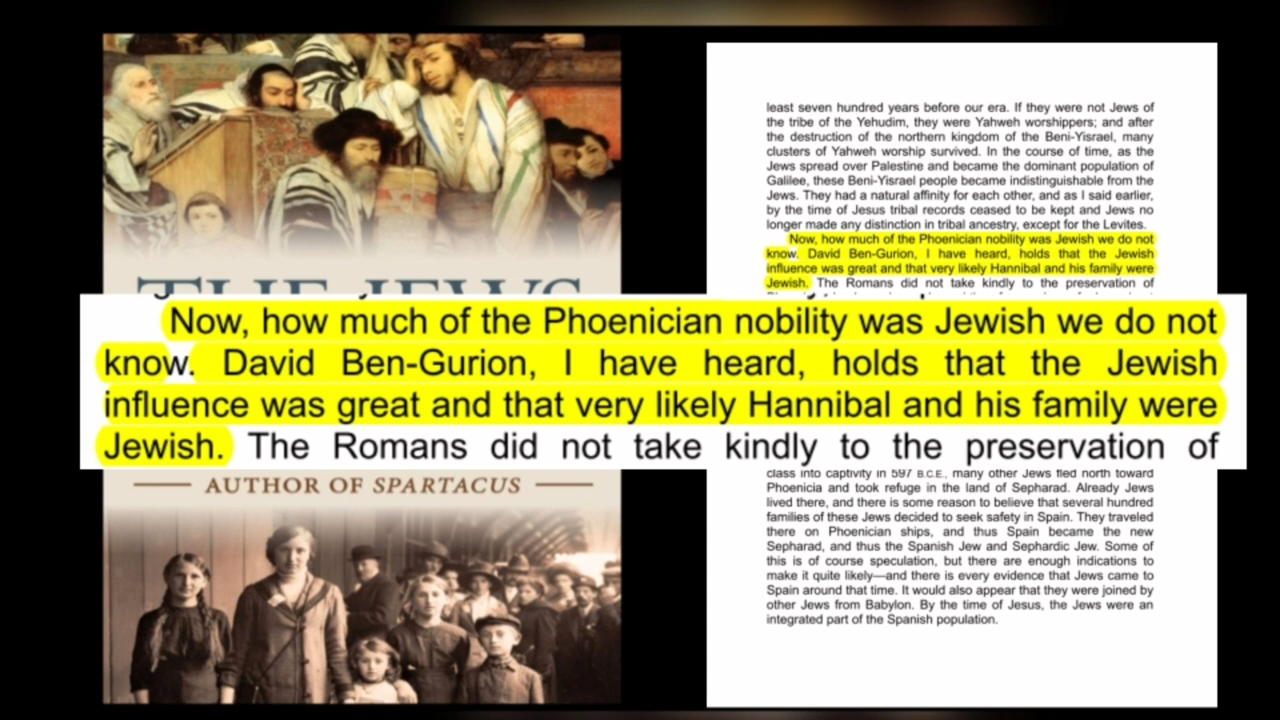 THE JEWS
AUTHOR OF SPARTACUS
least seven hundred years before our era. If they were not Jews of
the tribe of the Yehudim, they were Yahweh worshippers; and after
the destruction of the northern kingdom of the Beni-Yisrael, many
clusters of Yahweh worship survived. In the course of time, as the
Jews spread over Palestine and became the dominant population of
Galilee, these Beni-Yisrael people became indistinguishable from the
Jews. They had a natural affinity for each other, and as I said earlier,
by the time of Jesus tribal records ceased to be kept and Jews no
longer made any distinction in tribal ancestry, except for the Levites.
Now, how much of the Phoenician nobility was Jewish we do not
know. David Ben-Gurion, I have heard, holds that the Jewish
influence was great and that very likely Hannibal and his family were
Jewish. The Romans did not take kindly to the preservation of
Now, how much of the Phoenician nobility was Jewish we do not
know. David Ben-Gurion, I have heard, holds that the Jewish
influence was great and that very likely Hannibal and his family were
Jewish. The Romans did not take kindly to the preservation of
class into captivity in 597 B.C.E., many other Jews fled north toward
Phoenicia and took refuge in the land of Sepharad. Already Jews
lived there, and there is some reason to believe that several hundred
families of these Jews decided to seek safety in Spain. They traveled
there on Phoenician ships, and thus Spain became the new
Sepharad, and thus the Spanish Jew and Sephardic Jew. Some of
this is of course speculation, but there are enough indications to
make it quite likely—and there is every evidence that Jews came to
Spain around that time. It would also appear that they were joined by
other Jews from Babylon. By the time of Jesus, the Jews were an
integrated part of the Spanish population.